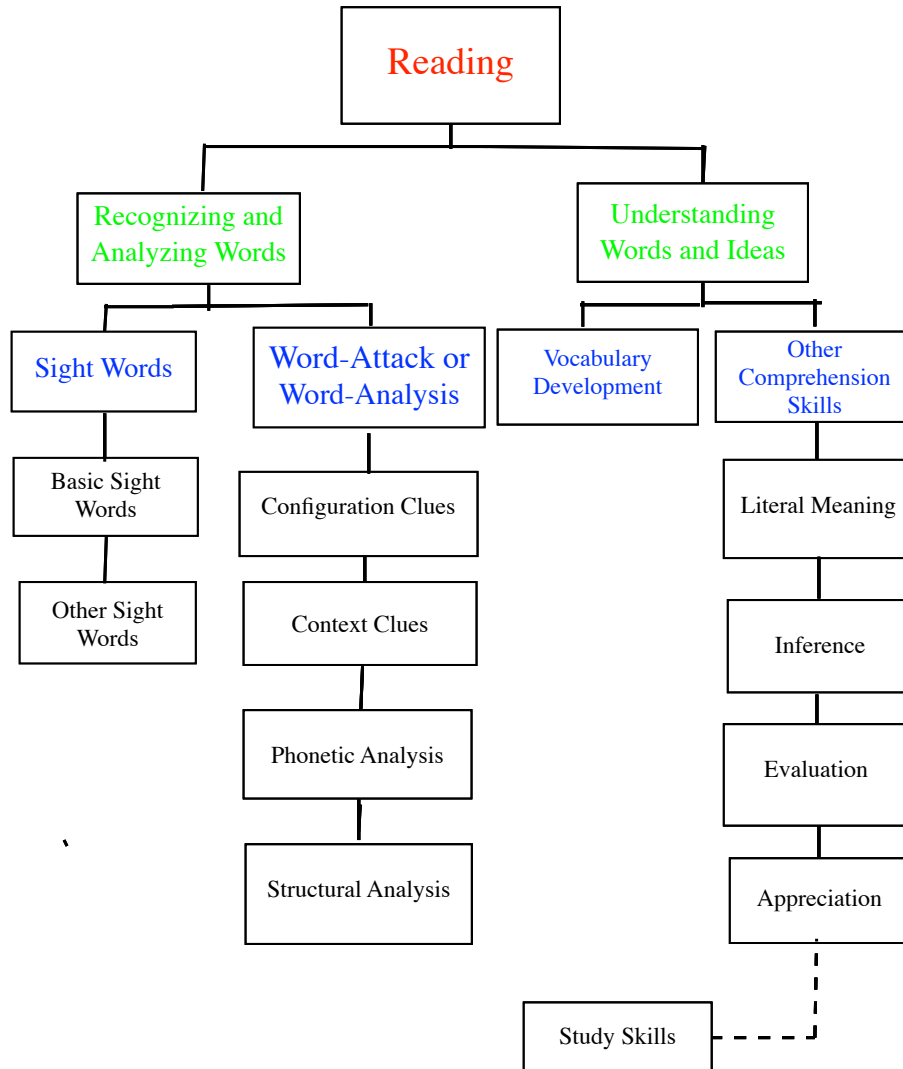 Reading
Recognizing and
Analyzing Words
Understanding
Words and Ideas
Sight Words
Word-Attack or
Word-Analysis
Vocabulary
Development
Other
Comprehension
Skills
Basic Sight
Words
Other Sight
Words
Configuration Clues
Context Clues
Phonetic Analysis
Structural Analysis
Literal Meaning
Inference
Evaluation
Appreciation
Study Skills